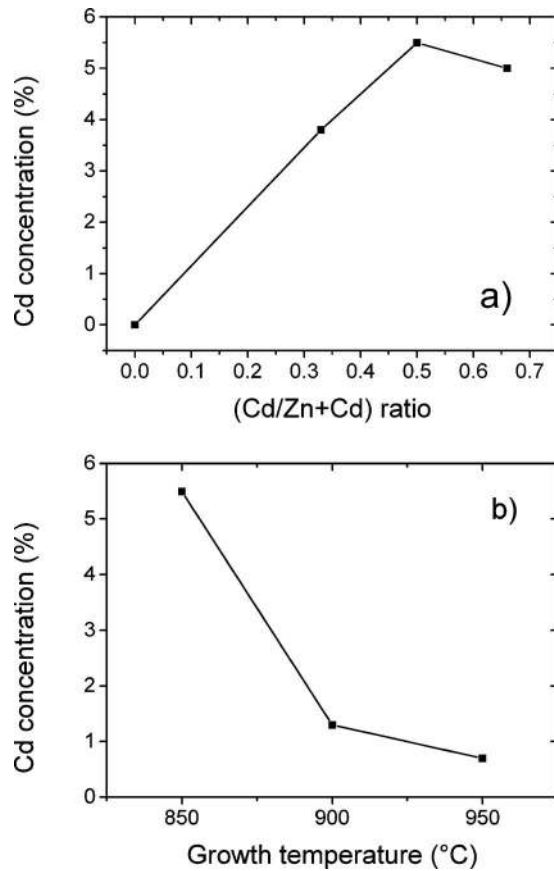 6
5
4
3
2
1
0
Cd concentration (%)
a)
0.0 0.1 0.2 0.3 0.4 0.5 0.6 0.7
(Cd/Zn+Cd) ratio
6
5
4
3
2
1
0
Cd concentration (%)
b)
850 900 950
Growth temperature (°C)